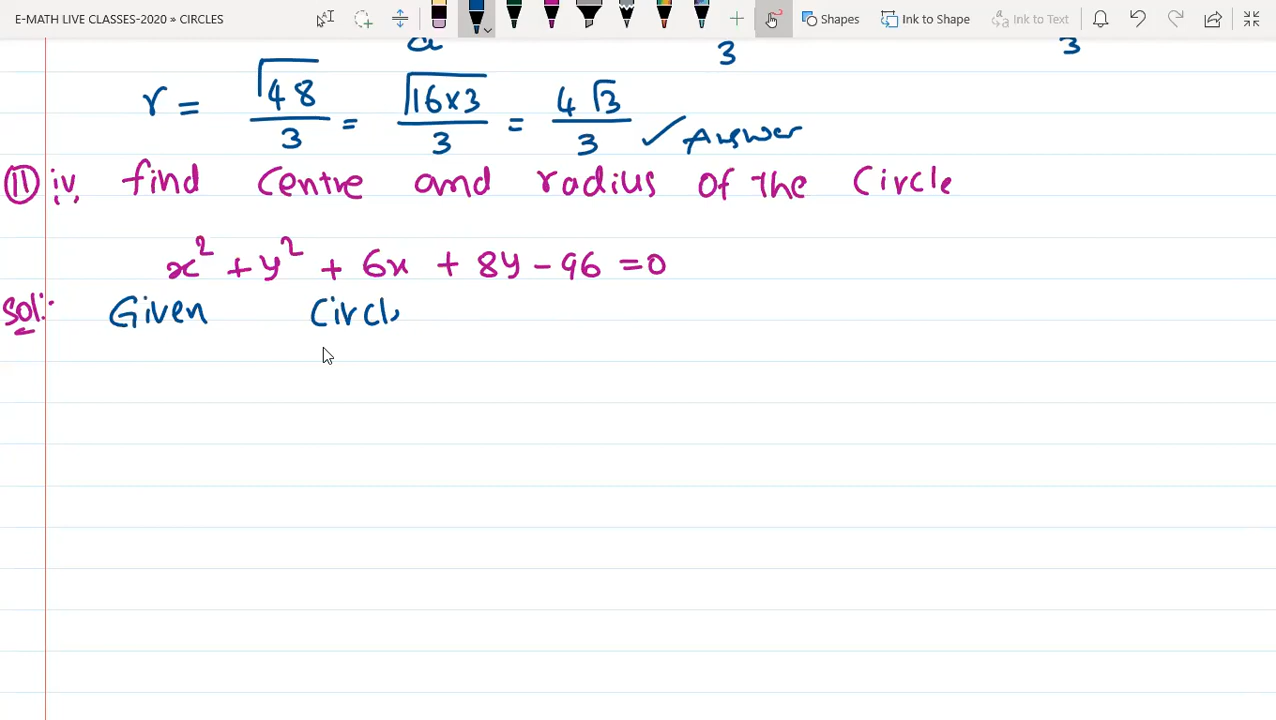 E-MATH LIVE CLASSES-2020 » CIRCLES Shapes Ink to Shape Ink to Text
a 3 3
r = √48/3 = √16×3/3 = 4√3/3 ✓ Answer
11 iv, find Centre and radius of the Circle
x² + y² + 6x + 8y - 96 = 0
Sol:- Given Circle